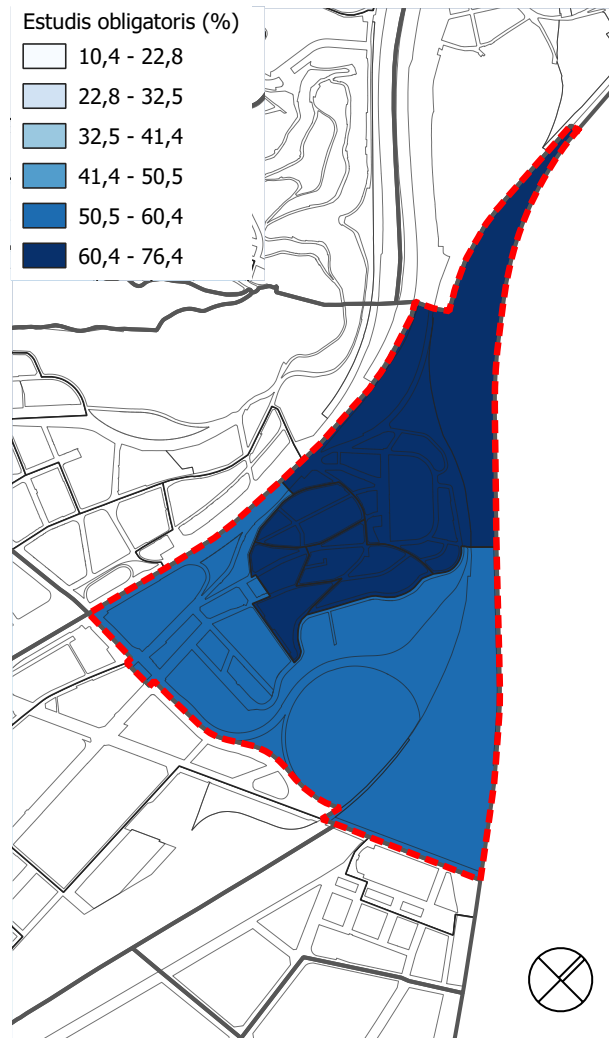 Estudis obligatoris (%)
10,4 - 22,8
22,8 - 32,5
32,5 - 41,4
41,4 - 50,5
50,5 - 60,4
60,4 - 76,4